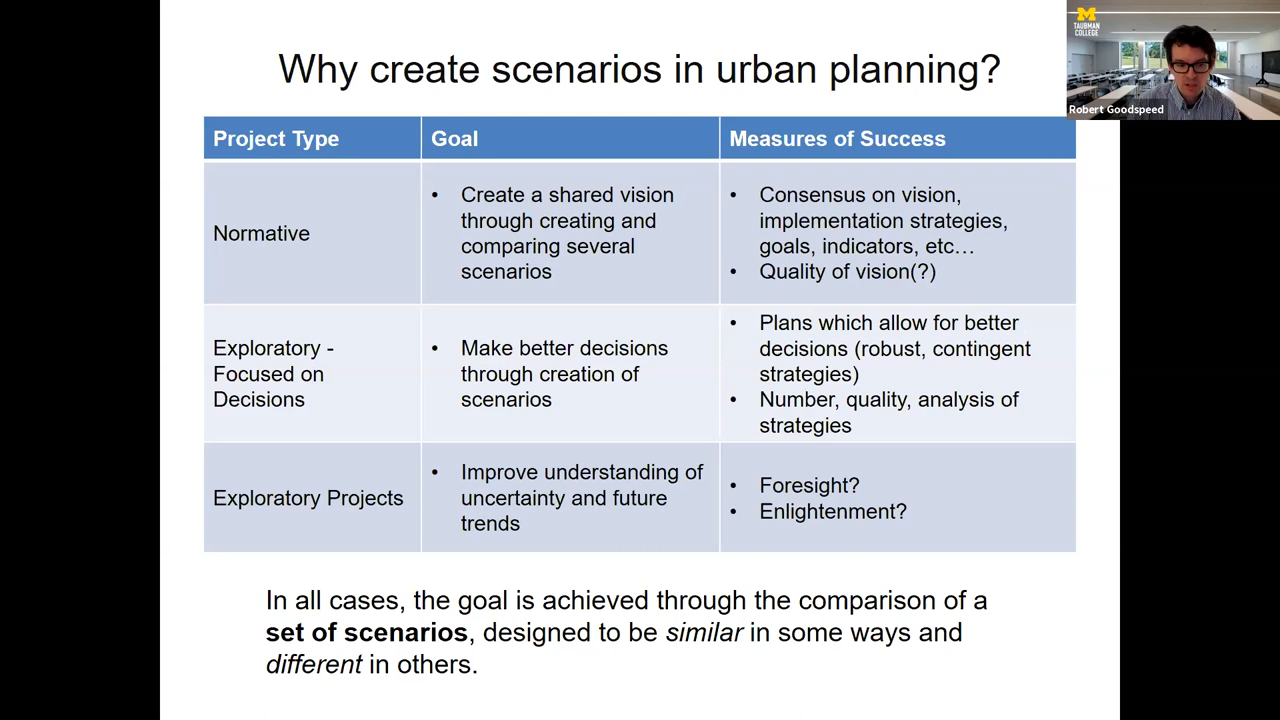 Why create scenarios in urban planning?
M
TAUBMAN
COLLEGE
Robert Goodspeed
Project Type
Goal
Measures of Success
Normative
• Create a shared vision
through creating and
comparing several
scenarios
• Consensus on vision,
implementation strategies,
goals, indicators, etc…
• Quality of vision(?)
Exploratory -
Focused on
Decisions
• Make better decisions
through creation of
scenarios
• Plans which allow for better
decisions (robust, contingent
strategies)
• Number, quality, analysis of
strategies
Exploratory Projects
• Improve understanding of
uncertainty and future
trends
• Foresight?
• Enlightenment?
In all cases, the goal is achieved through the comparison of a
set of scenarios, designed to be similar in some ways and
different in others.